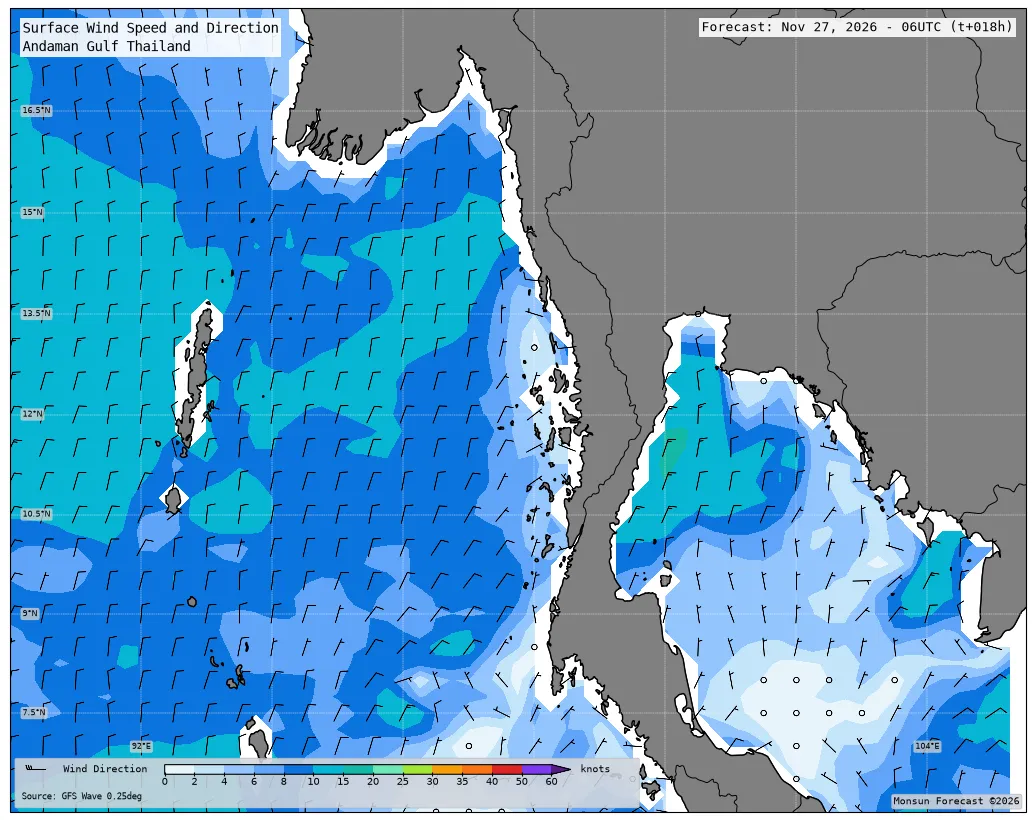 Surface Wind Speed and Direction
Andaman Gulf Thailand
Forecast: Nov 27, 2026 - 06UTC (t+018h)
16.5°N
15°N
13.5°N
12°N
10.5°N
9°N
7.5°N
92°E
104°E
Wind Direction
knots
0 2 4 6 8 10 15 20 25 30 35 40 50 60
Source: GFS Wave 0.25deg
Monsun Forecast ©2026